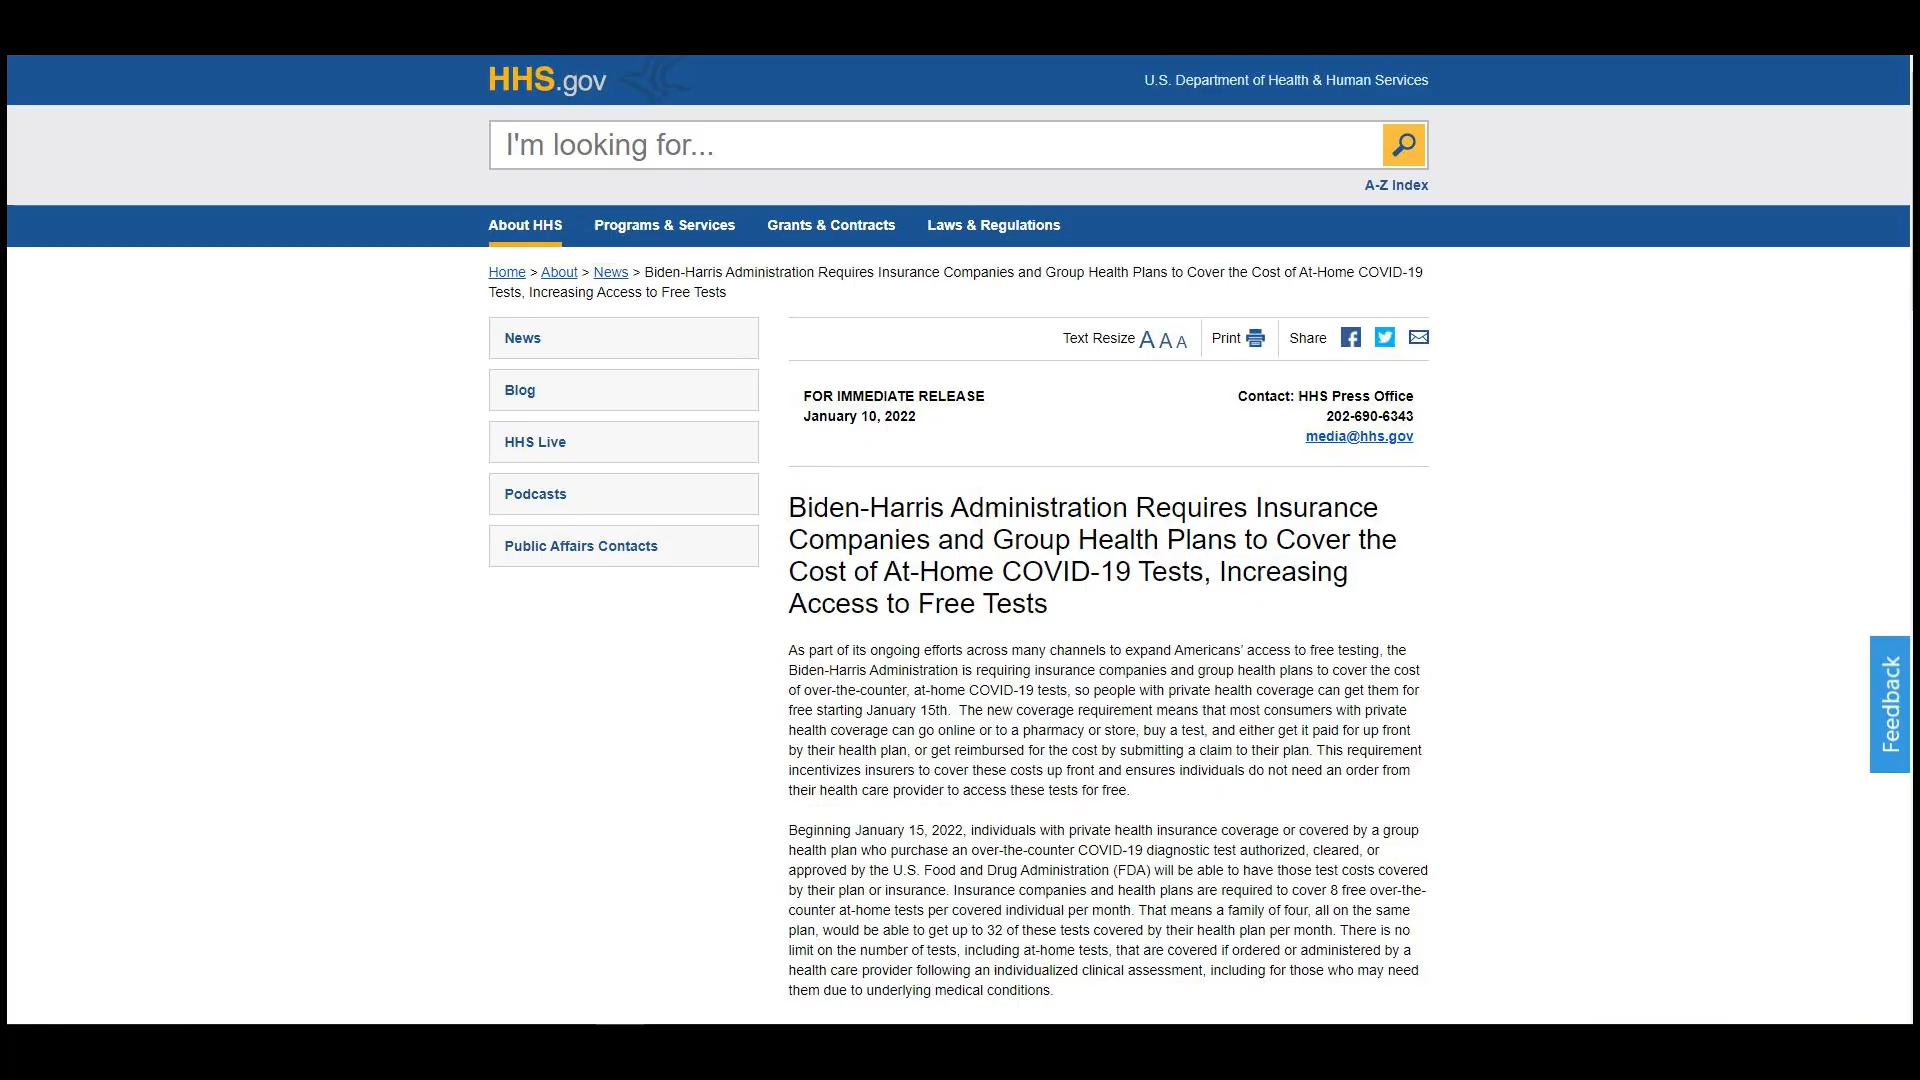 HHS.gov
U.S. Department of Health & Human Services
I'm looking for...
A-Z Index
About HHS
Programs & Services
Grants & Contracts
Laws & Regulations
Home > About > News > Biden-Harris Administration Requires Insurance Companies and Group Health Plans to Cover the Cost of At-Home COVID-19
Tests, Increasing Access to Free Tests
News
Blog
HHS Live
Podcasts
Public Affairs Contacts
Text Resize A A A
Print
Share
FOR IMMEDIATE RELEASE
January 10, 2022
Contact: HHS Press Office
202-690-6343
media@hhs.gov
Biden-Harris Administration Requires Insurance
Companies and Group Health Plans to Cover the
Cost of At-Home COVID-19 Tests, Increasing
Access to Free Tests
As part of its ongoing efforts across many channels to expand Americans’ access to free testing, the
Biden-Harris Administration is requiring insurance companies and group health plans to cover the cost
of over-the-counter, at-home COVID-19 tests, so people with private health coverage can get them for
free starting January 15th.  The new coverage requirement means that most consumers with private
health coverage can go online or to a pharmacy or store, buy a test, and either get it paid for up front
by their health plan, or get reimbursed for the cost by submitting a claim to their plan. This requirement
incentivizes insurers to cover these costs up front and ensures individuals do not need an order from
their health care provider to access these tests for free.
Beginning January 15, 2022, individuals with private health insurance coverage or covered by a group
health plan who purchase an over-the-counter COVID-19 diagnostic test authorized, cleared, or
approved by the U.S. Food and Drug Administration (FDA) will be able to have those test costs covered
by their plan or insurance. Insurance companies and health plans are required to cover 8 free over-the-
counter at-home tests per covered individual per month. That means a family of four, all on the same
plan, would be able to get up to 32 of these tests covered by their health plan per month. There is no
limit on the number of tests, including at-home tests, that are covered if ordered or administered by a
health care provider following an individualized clinical assessment, including for those who may need
them due to underlying medical conditions.
Feedback